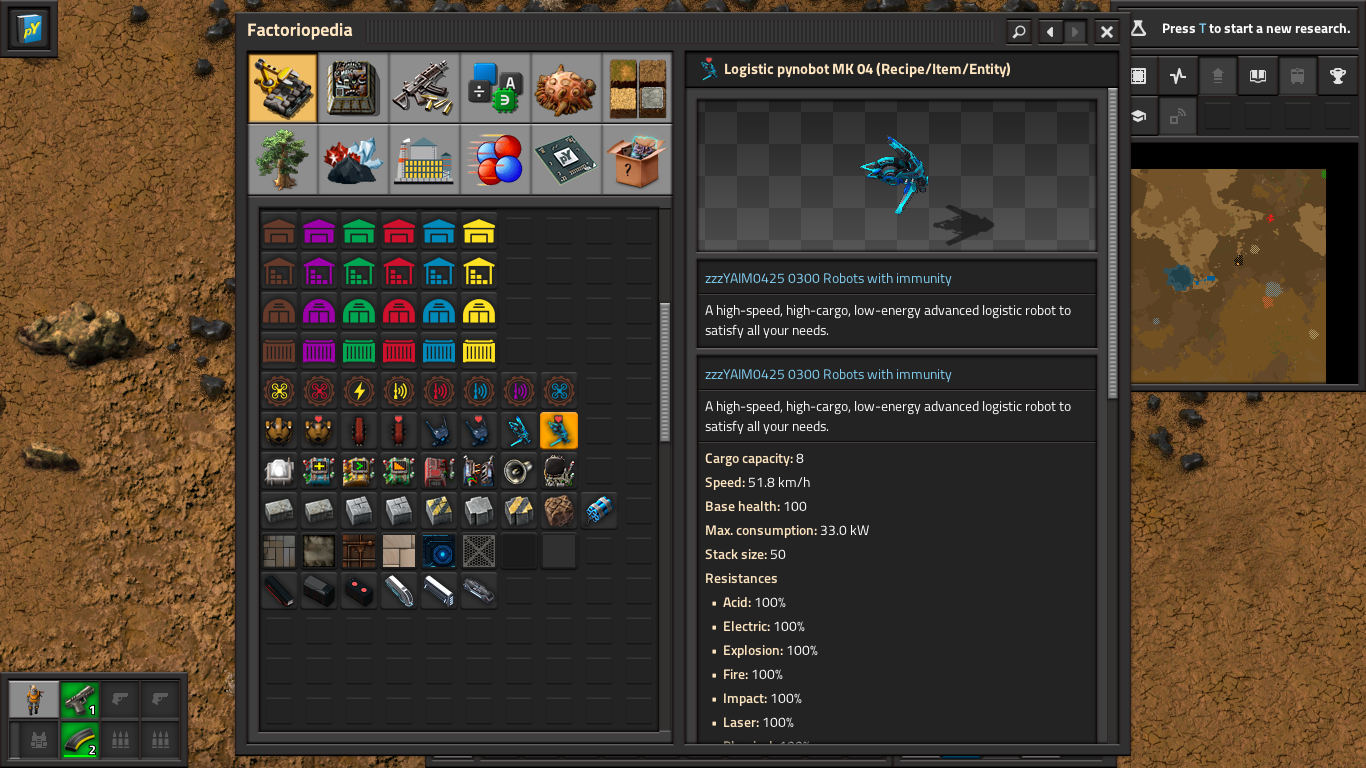 pY
Factoriopedia
A
pY
?
Logistic pynobot MK 04 (Recipe/Item/Entity)
zzzYAIM0425 0300 Robots with immunity
A high-speed, high-cargo, low-energy advanced logistic robot to
satisfy all your needs.
zzzYAIM0425 0300 Robots with immunity
A high-speed, high-cargo, low-energy advanced logistic robot to
satisfy all your needs.
Cargo capacity: 8
Speed: 51.8 km/h
Base health: 100
Max. consumption: 33.0 kW
Stack size: 50
Resistances
▪ Acid: 100%
▪ Electric: 100%
▪ Explosion: 100%
▪ Fire: 100%
▪ Impact: 100%
▪ Laser: 100%
Press T to start a new research.
1
2